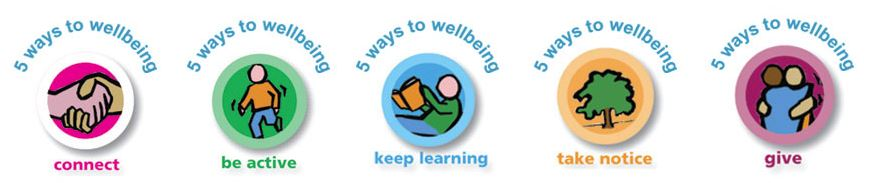 5 ways to wellbeing
connect
5 ways to wellbeing
be active
5 ways to wellbeing
keep learning
5 ways to wellbeing
take notice
5 ways to wellbeing
give